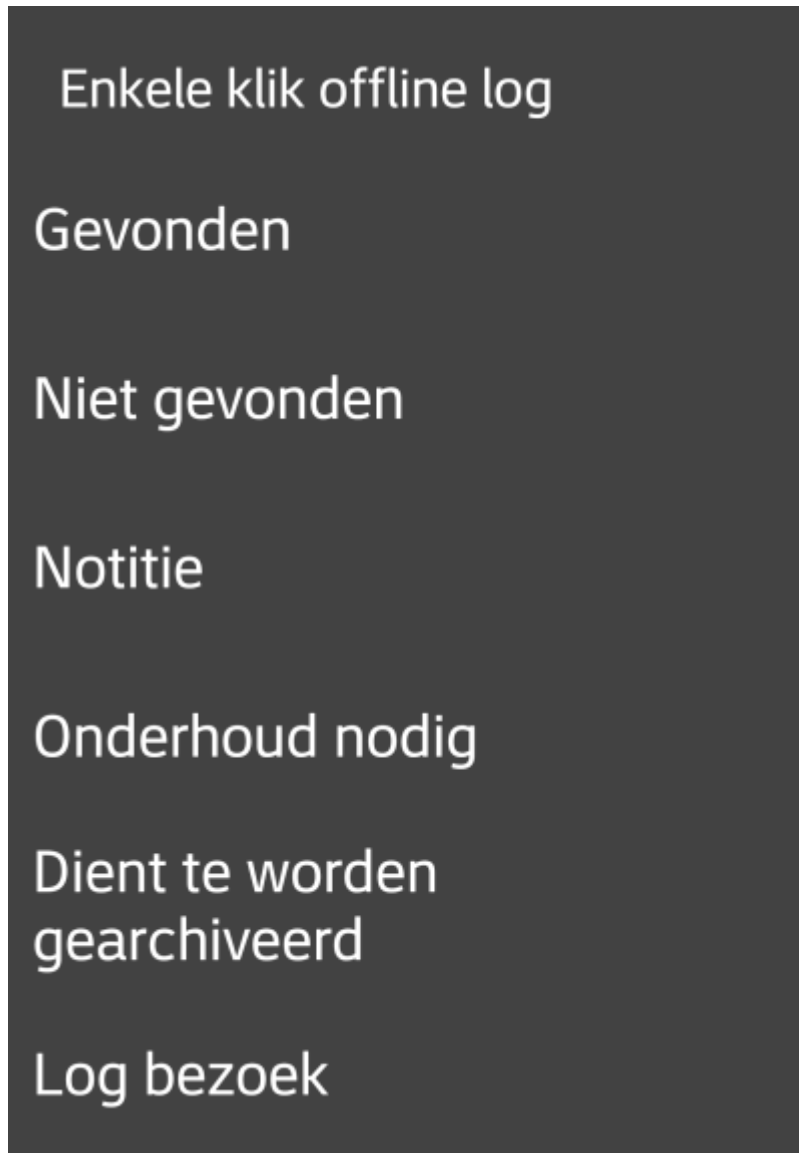 Enkele klik offline log
Gevonden
Niet gevonden
Notitie
Onderhoud nodig
Dient te worden
gearchiveerd
Log bezoek